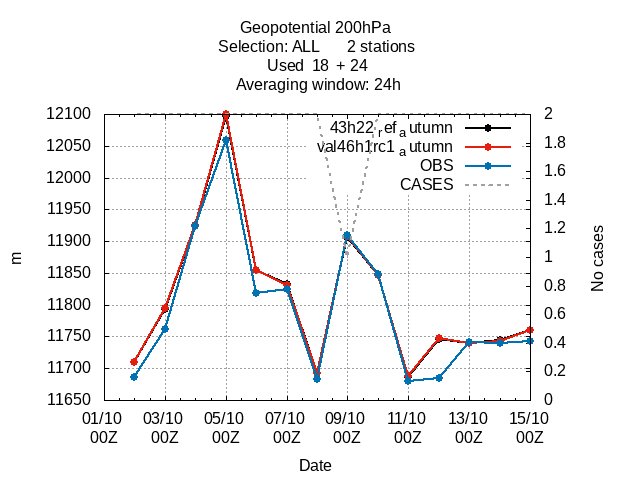 Geopotential 200hPa
Selection: ALL 2 stations
Used 18 + 24
Averaging window: 24h
43h22_ref_autumn
val46h1rc1_autumn
OBS
CASES
12100
12050
12000
11950
11900
11850
11800
11750
11700
11650
m
2
1.8
1.6
1.4
1.2
1
0.8
0.6
0.4
0.2
0
No cases
01/10 03/10 05/10 07/10 09/10 11/10 13/10 15/10
00Z 00Z 00Z 00Z 00Z 00Z 00Z 00Z
Date